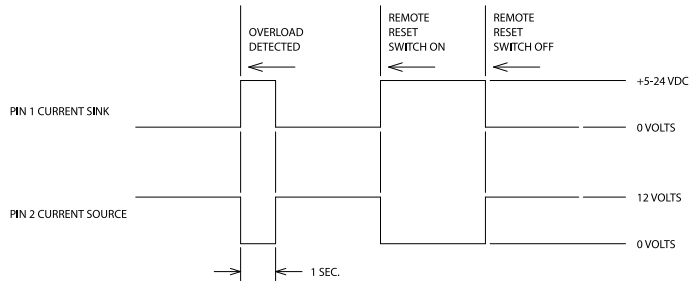 OVERLOAD
DETECTED
REMOTE
RESET
SWITCH ON
REMOTE
RESET
SWITCH OFF
+5-24 VDC
PIN 1 CURRENT SINK
0 VOLTS
12 VOLTS
PIN 2 CURRENT SOURCE
0 VOLTS
1 SEC.